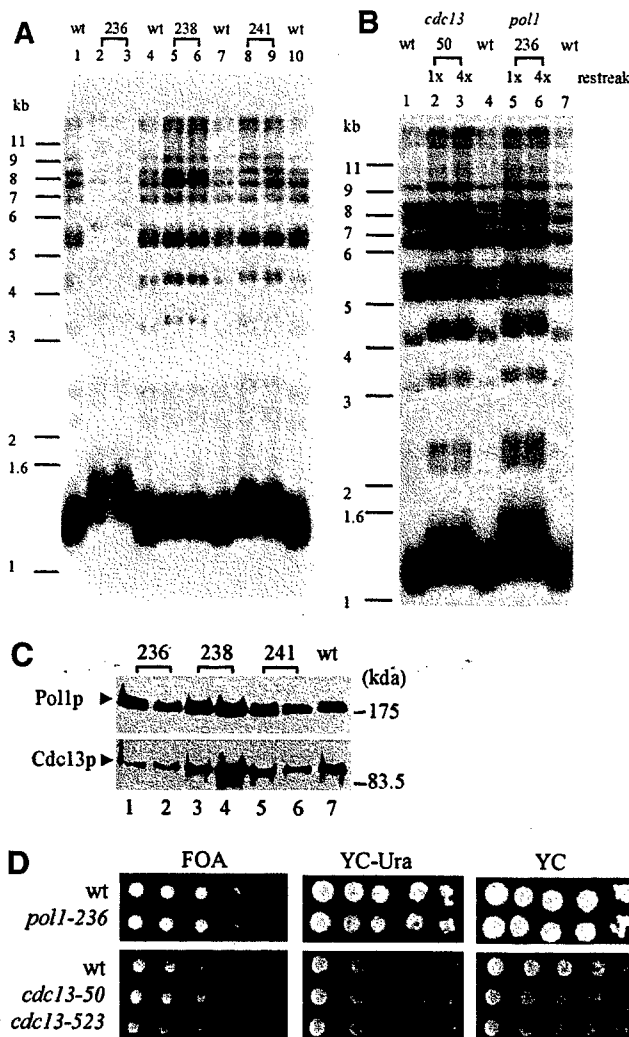 A
wt 236 wt 238 wt 241 wt
1 2 3 4 5 6 7 8 9 10
kb
11
9
8
7
6
5
4
3
2
1.6
1
B
cdc13 pol1
wt 50 wt 236 wt
1x 4x 1x 4x restreak
1 2 3 4 5 6 7
kb
11
9
8
7
6
5
4
3
2
1.6
1
C
236 238 241 wt
(kda)
Pol1p
175
Cdc13p
83.5
1 2 3 4 5 6 7
D
FOA YC-Ura YC
wt
pol1-236
wt
cdc13-50
cdc13-523